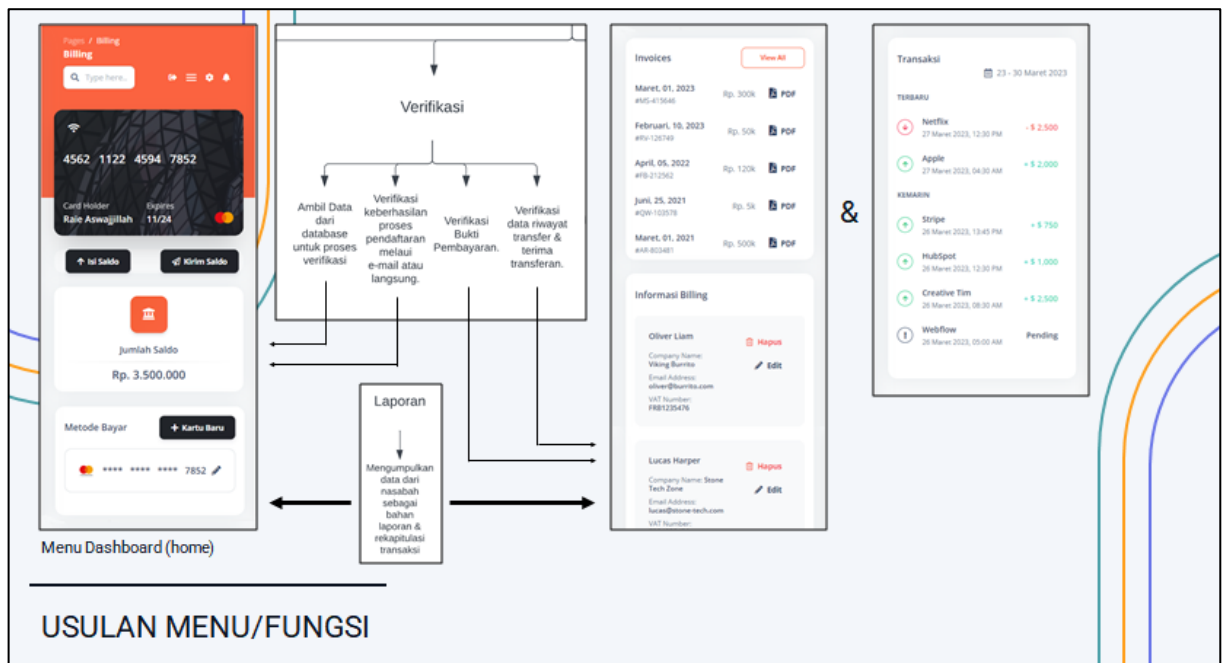 Pages / Billing
Billing
Type here..
4562 1122 4594 7852
Card Holder
Expires
Raie Aswajjillah
11/24
Isi Saldo
Kirim Saldo
Jumlah Saldo
Rp. 3.500.000
Metode Bayar
+ Kartu Baru
**** **** **** 7852
Menu Dashboard (home)
Verifikasi
Ambil Data
dari
database
untuk proses
verifikasi
Verifikasi
keberhasilan
proses
pendaftaran
melaui
e-mail atau
langsung.
Verifikasi
Bukti
Pembayaran.
Verifikasi
data riwayat
transfer &
terima
transferan.
Laporan
Mengumpulkan
data dari
nasabah
sebagai
bahan
laporan &
rekapitulasi
transaksi
Invoices
View All
Maret, 01, 2023
#MS-415646
Rp. 300k
PDF
Februari, 10, 2023
#RV-126749
Rp. 50k
PDF
April, 05, 2022
#FB-212562
Rp. 120k
PDF
Juni, 25, 2021
#QW-103578
Rp. 5k
PDF
Maret, 01, 2021
#AR-803481
Rp. 500k
PDF
Informasi Billing
Oliver Liam
Hapus
Company Name:
Viking Burrito
Edit
Email Address:
oliver@burrito.com
VAT Number:
FRB1235476
Lucas Harper
Hapus
Company Name: Stone
Tech Zone
Edit
Email Address:
lucas@stone-tech.com
VAT Number:
&
Transaksi
23 - 30 Maret 2023
TERBARU
Netflix
27 Maret 2023, 12:30 PM
- $ 2,500
Apple
27 Maret 2023, 04:30 AM
+ $ 2,000
KEMARIN
Stripe
26 Maret 2023, 13:45 PM
+ $ 750
HubSpot
26 Maret 2023, 12:30 PM
+ $ 1,000
Creative Tim
26 Maret 2023, 08:30 AM
+ $ 2,500
Webflow
26 Maret 2023, 05:00 AM
Pending
USULAN MENU/FUNGSI